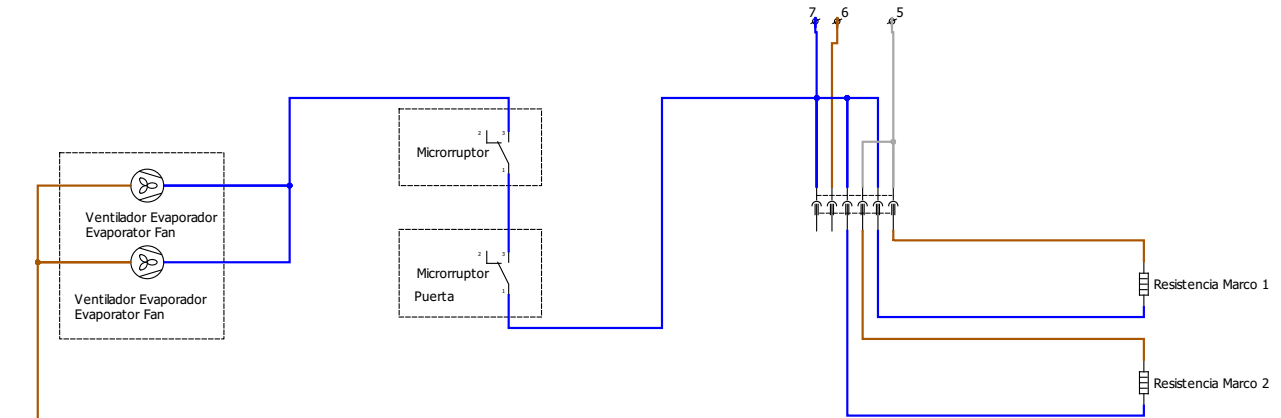 7 6 5
2 3
Microrruptor
1
Ventilador Evaporador
Evaporator Fan
2 3
Microrruptor
Puerta
1
Ventilador Evaporador
Evaporator Fan
Resistencia Marco 1
Resistencia Marco 2